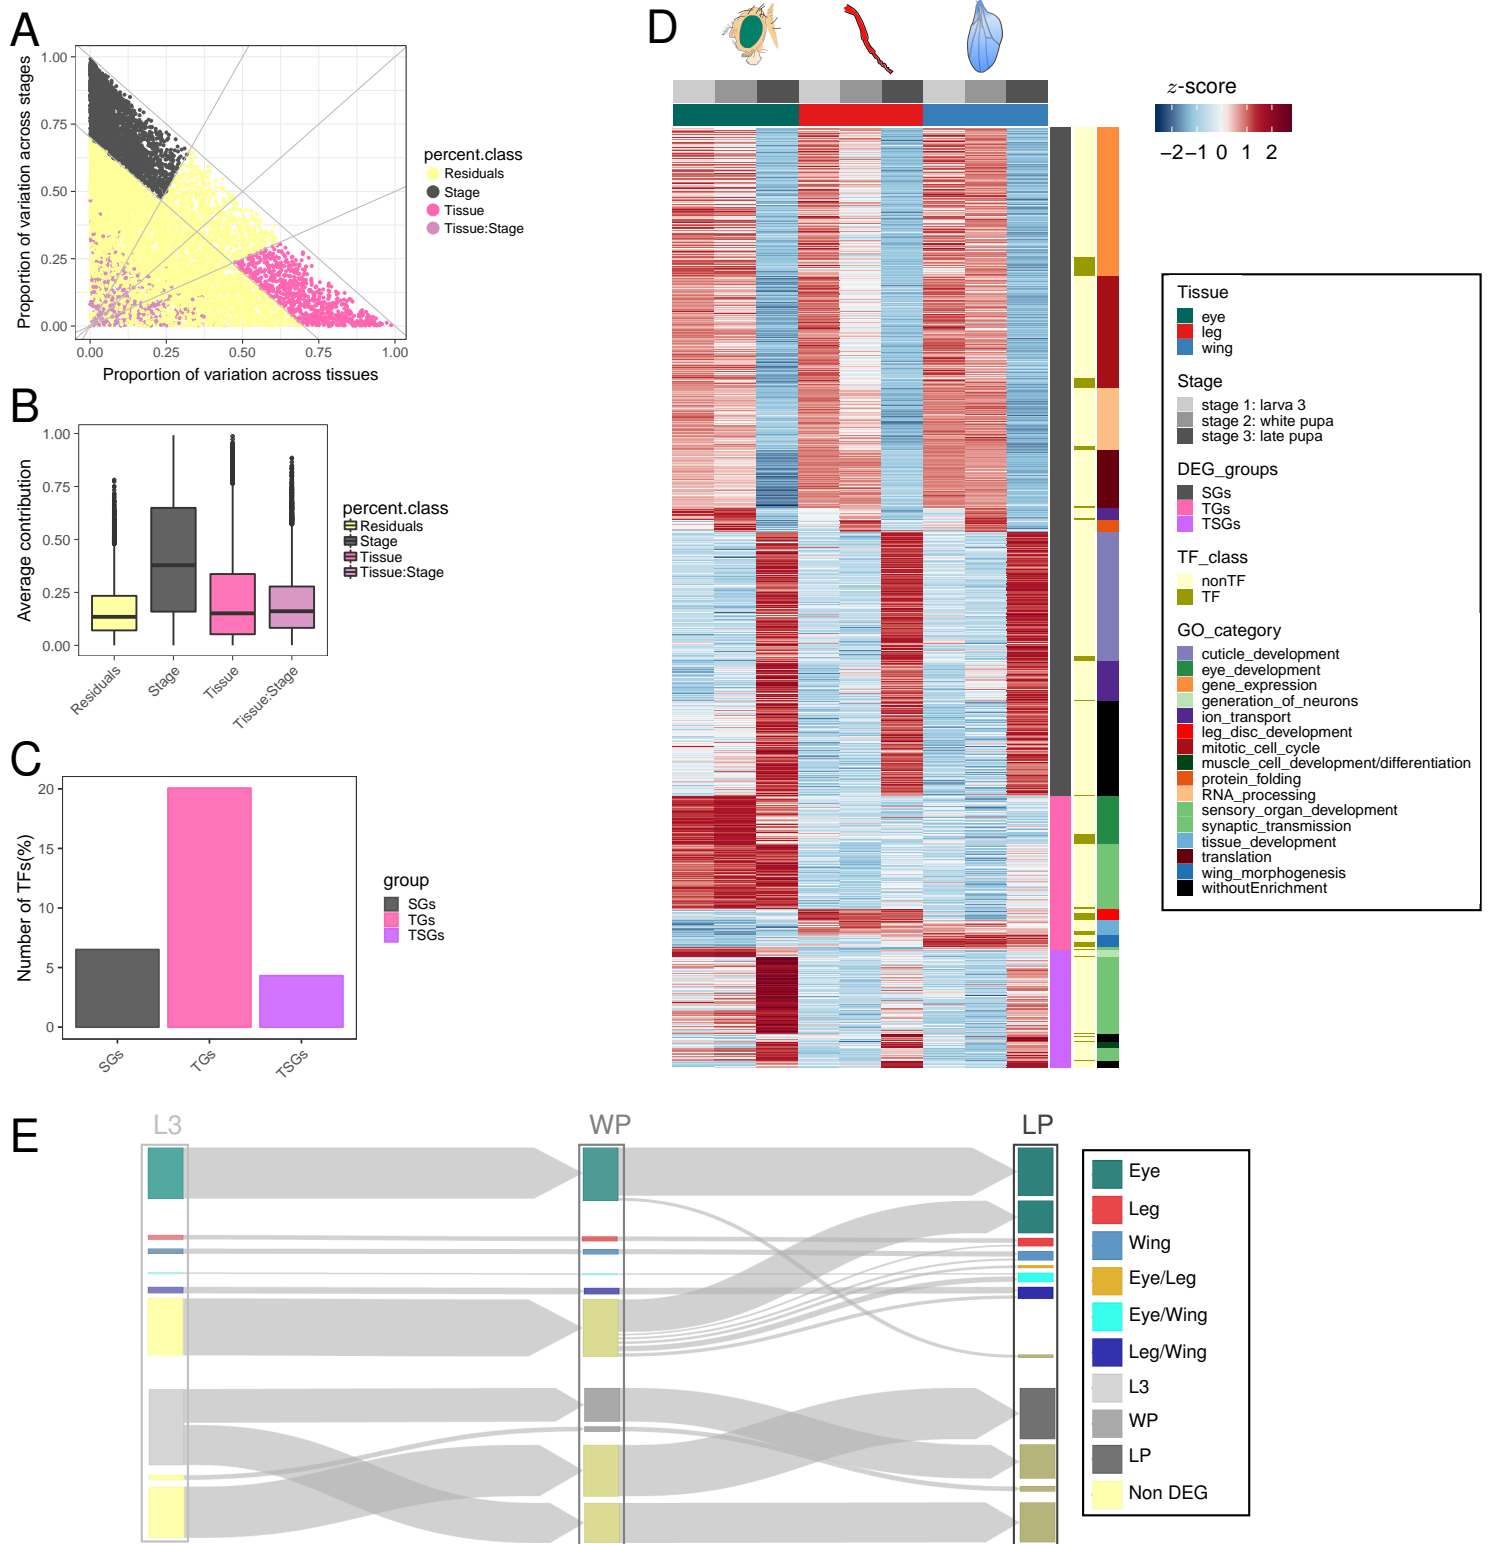 A
Proportion of variation across stages
1.00
0.75
0.50
0.25
0.00
0.00 0.25 0.50 0.75 1.00
Proportion of variation across tissues
percent.class
Residuals
Stage
Tissue
Tissue:Stage
B
Average contribution
1.00
0.75
0.50
0.25
0.00
Residuals Stage Tissue Tissue:Stage
percent.class
Residuals
Stage
Tissue
Tissue:Stage
C
Number of TFs(%)
20
15
10
5
0
SGs TGs TSGs
group
SGs
TGs
TSGs
D
z-score
−2 −1 0 1 2
Tissue
eye
leg
wing
Stage
stage 1: larva 3
stage 2: white pupa
stage 3: late pupa
DEG_groups
SGs
TGs
TSGs
TF_class
nonTF
TF
GO_category
cuticle_development
eye_development
gene_expression
generation_of_neurons
ion_transport
leg_disc_development
mitotic_cell_cycle
muscle_cell_development/differentiation
protein_folding
RNA_processing
sensory_organ_development
synaptic_transmission
tissue_development
translation
wing_morphogenesis
withoutEnrichment
E
L3 WP LP
Eye
Leg
Wing
Eye/Leg
Eye/Wing
Leg/Wing
L3
WP
LP
Non DEG